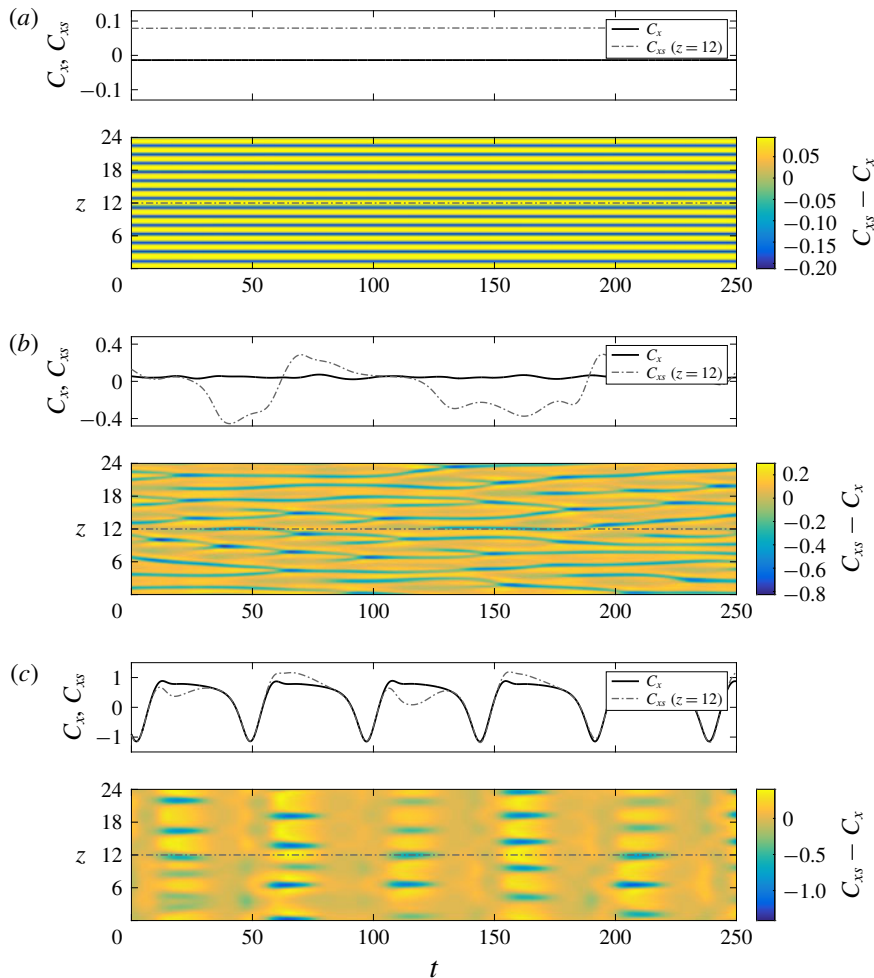 (a)
0.1
0
−0.1
C_x, C_xs
C_x
C_xs (z = 12)
24
18
z 12
6
0 50 100 150 200 250
0.05
0
−0.05
−0.10
−0.15
−0.20
C_xs − C_x
(b)
0.4
0
−0.4
C_x, C_xs
C_x
C_xs (z = 12)
24
18
z 12
6
0 50 100 150 200 250
0.2
0
−0.2
−0.4
−0.6
−0.8
C_xs − C_x
(c)
1
0
−1
C_x, C_xs
C_x
C_xs (z = 12)
24
18
z 12
6
0 50 100 150 200 250
t
0
−0.5
−1.0
C_xs − C_x